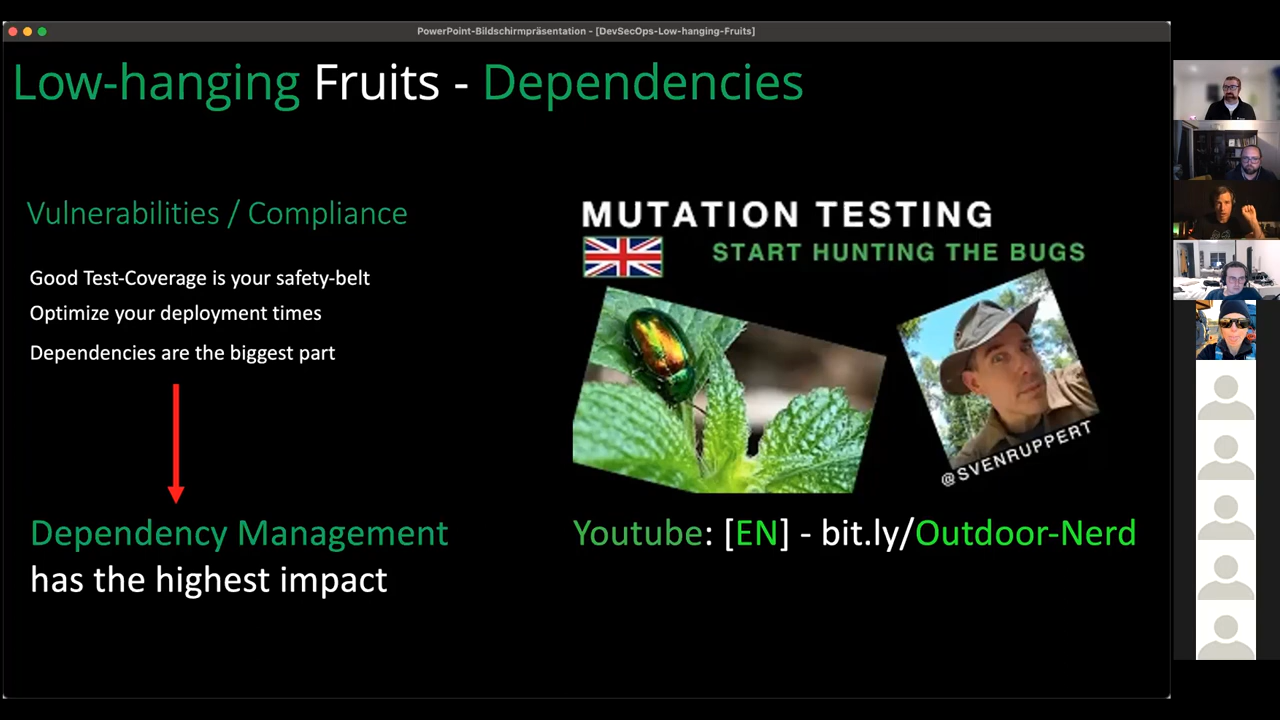 PowerPoint-Bildschirmpräsentation - [DevSecOps-Low-hanging-Fruits]
Low-hanging Fruits - Dependencies
Vulnerabilities / Compliance
Good Test-Coverage is your safety-belt
Optimize your deployment times
Dependencies are the biggest part
Dependency Management
has the highest impact
MUTATION TESTING
START HUNTING THE BUGS
@SVENRUPPERT
Youtube: [EN] - bit.ly/Outdoor-Nerd